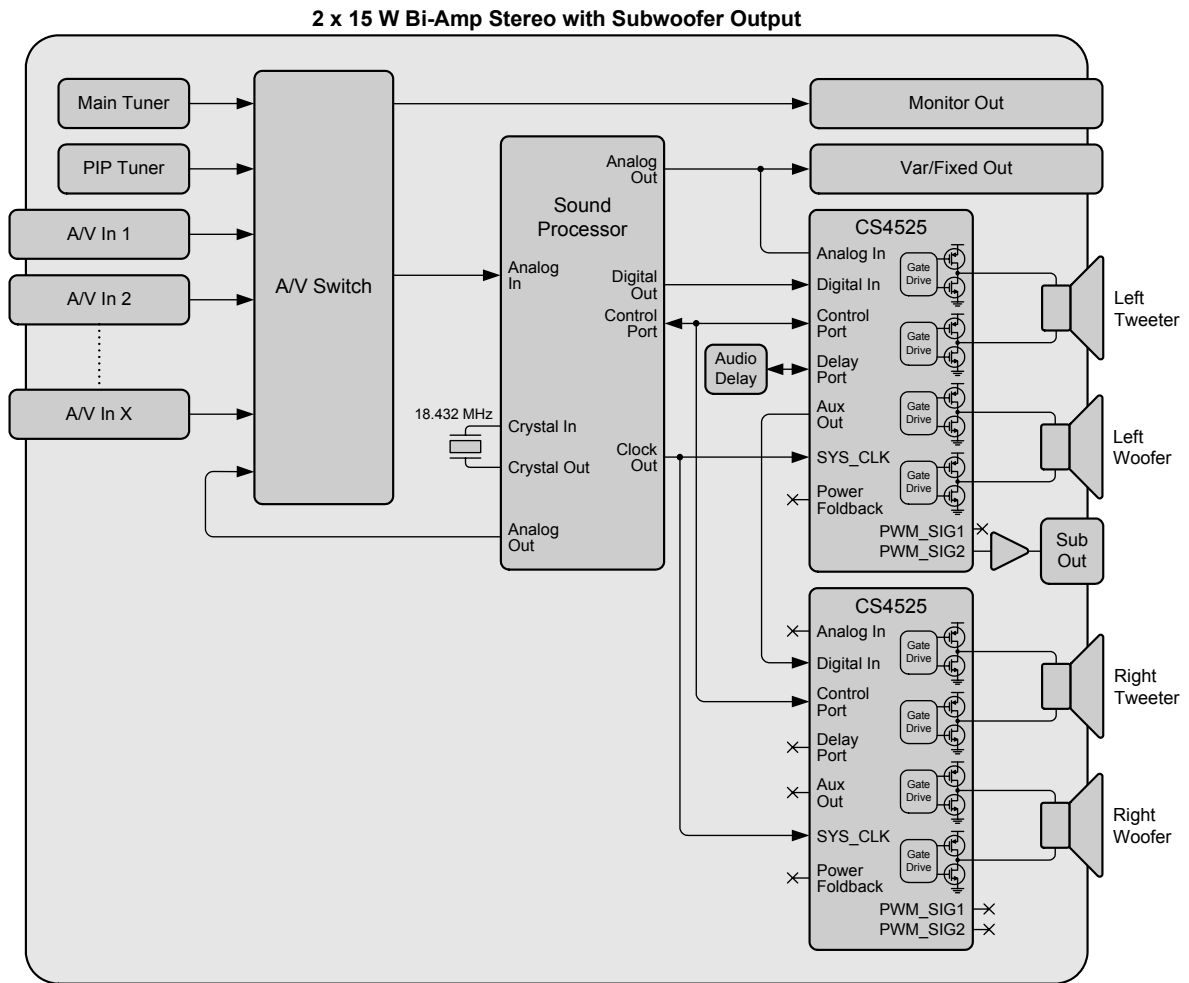 2 x 15 W Bi-Amp Stereo with Subwoofer Output
Main Tuner
PIP Tuner
A/V In 1
A/V In 2
A/V In X
A/V Switch
Monitor Out
Var/Fixed Out
Sound
Processor
Analog
Out
Analog
In
Digital
Out
Control
Port
18.432 MHz
Crystal In
Crystal Out
Clock
Out
Analog
Out
Audio
Delay
CS4525
Analog In
Digital In
Control
Port
Delay
Port
Aux
Out
SYS_CLK
Power
Foldback
PWM_SIG1
PWM_SIG2
Gate
Drive
Gate
Drive
Gate
Drive
Gate
Drive
Left
Tweeter
Left
Woofer
Sub
Out
CS4525
Analog In
Digital In
Control
Port
Delay
Port
Aux
Out
SYS_CLK
Power
Foldback
PWM_SIG1
PWM_SIG2
Gate
Drive
Gate
Drive
Gate
Drive
Gate
Drive
Right
Tweeter
Right
Woofer